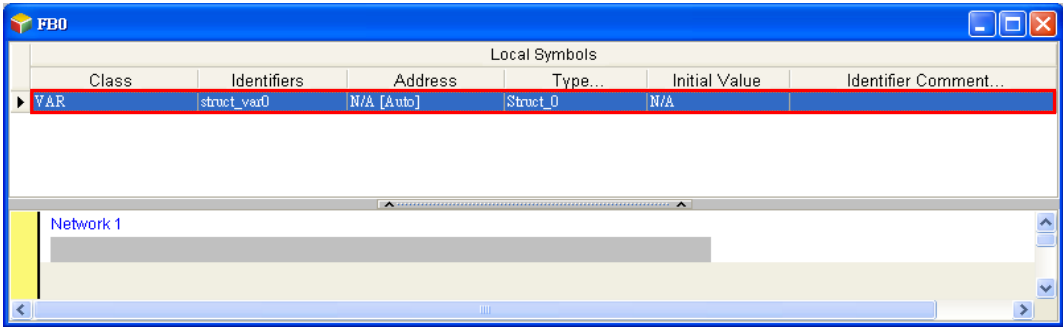 FB0
Local Symbols
Class Identifiers Address Type... Initial Value Identifier Comment...
VAR struct_var0 N/A [Auto] Struct_0 N/A
Network 1